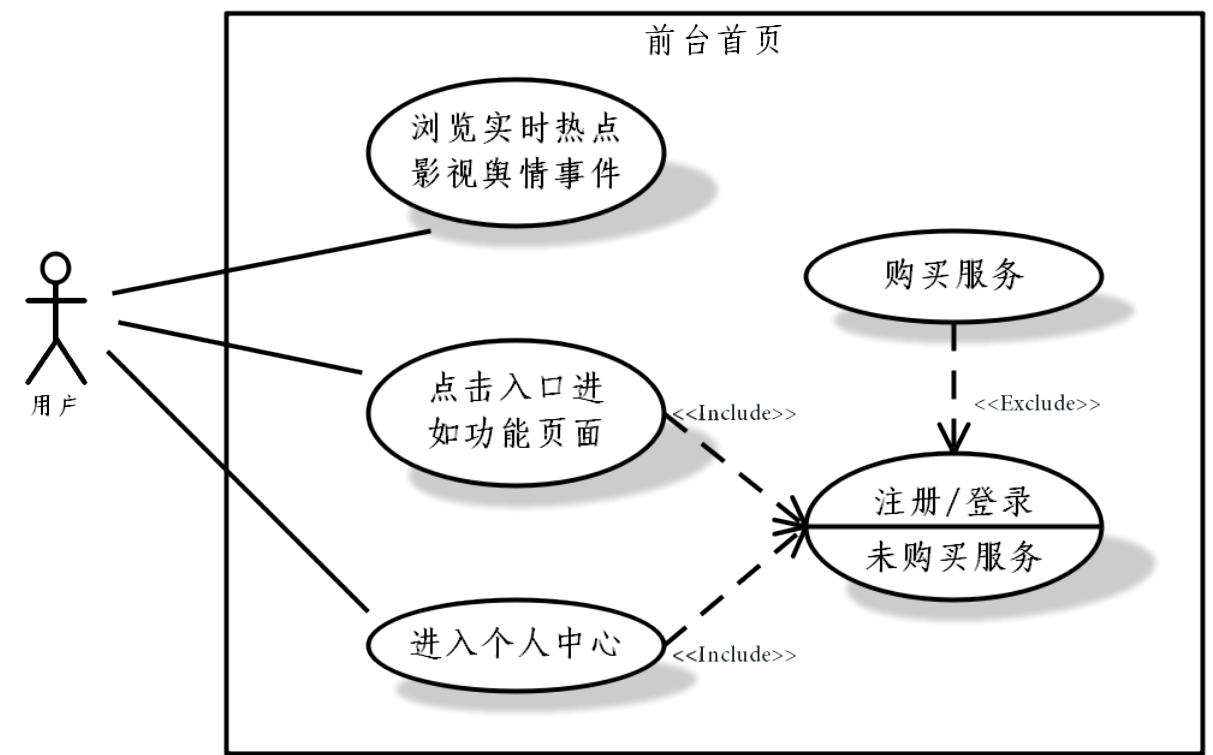 前台首页
浏览实时热点
影视舆情事件
购买服务
用户
点击入口进
如功能页面
<<Include>>
<<Exclude>>
注册/登录
未购买服务
进入个人中心
<<Include>>